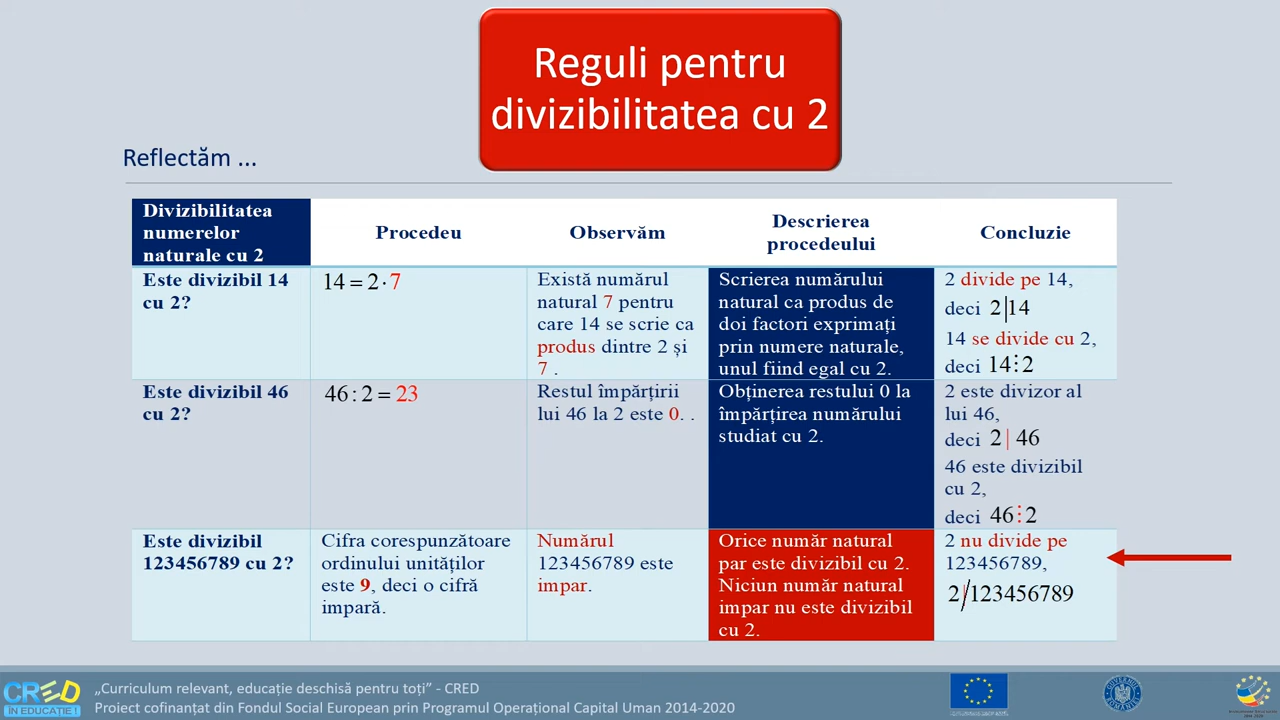 Reguli pentru
divizibilitatea cu 2
Reflectăm ...
Divizibilitatea
numerelor
naturale cu 2
Procedeu
Observăm
Descrierea
procedeului
Concluzie
Este divizibil 14
cu 2?
14 = 2 · 7
Există numărul
natural 7 pentru
care 14 se scrie ca
produs dintre 2 și
7 .
Scrierea numărului
natural ca produs de
doi factori exprimați
prin numere naturale,
unul fiind egal cu 2.
2 divide pe 14,
deci 2|14
14 se divide cu 2,
deci 14⋮2
Este divizibil 46
cu 2?
46 : 2 = 23
Restul împărțirii
lui 46 la 2 este 0. .
Obținerea restului 0 la
împărțirea numărului
studiat cu 2.
2 este divizor al
lui 46,
deci 2 | 46
46 este divizibil
cu 2,
deci 46⋮2
Este divizibil
123456789 cu 2?
Cifra corespunzătoare
ordinului unităților
este 9, deci o cifră
impară.
Numărul
123456789 este
impar.
Orice număr natural
par este divizibil cu 2.
Niciun număr natural
impar nu este divizibil
cu 2.
2 nu divide pe
123456789,
2∤123456789
CRED
ÎN EDUCAȚIE !
„Curriculum relevant, educație deschisă pentru toți” - CRED
Proiect cofinanțat din Fondul Social European prin Programul Operațional Capital Uman 2014-2020